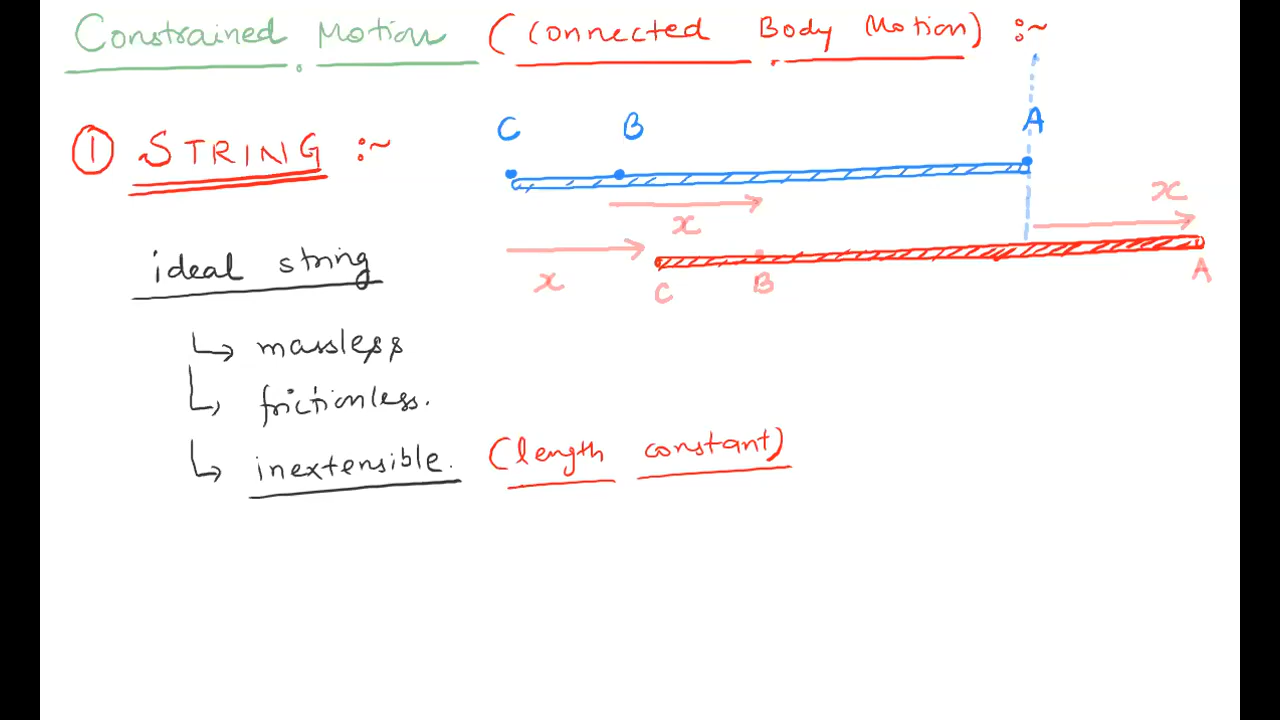 Constrained Motion (Connected Body Motion) :~
① STRING :~
C B A
x
x
x
C B A
ideal string
↳ massless
↳ frictionless.
↳ inextensible. (length constant)